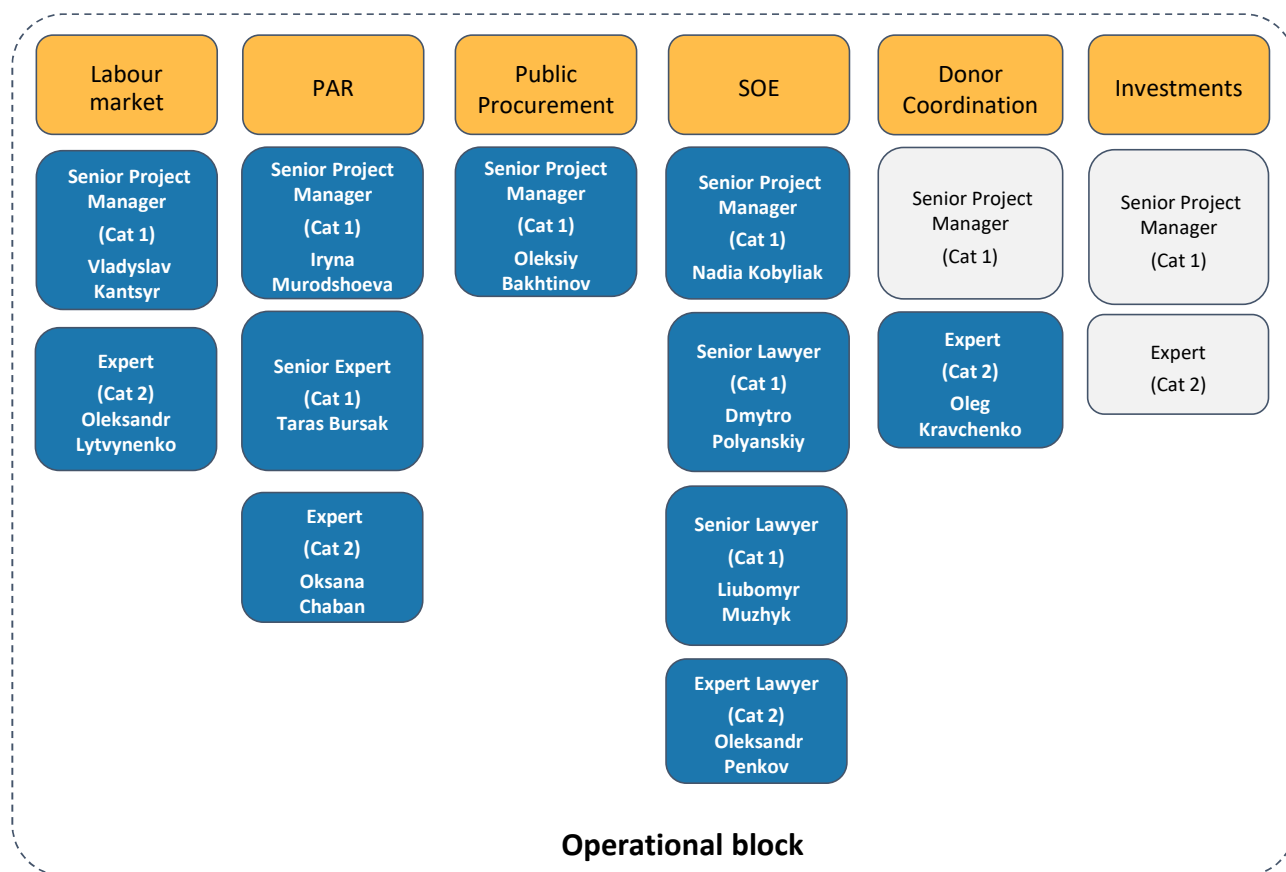 Labour
market
PAR
Public
Procurement
SOE
Donor
Coordination
Investments
Senior Project
Manager
(Cat 1)
Vladyslav
Kantsyr
Senior Project
Manager
(Cat 1)
Iryna
Murodshoeva
Senior Project
Manager
(Cat 1)
Oleksiy
Bakhtinov
Senior Project
Manager
(Cat 1)
Nadia Kobyliak
Senior Project
Manager
(Cat 1)
Senior Project
Manager
(Cat 1)
Expert
(Cat 2)
Oleksandr
Lytvynenko
Senior Expert
(Cat 1)
Taras Bursak
Senior Lawyer
(Cat 1)
Dmytro
Polyanskiy
Expert
(Cat 2)
Oleg
Kravchenko
Expert
(Cat 2)
Expert
(Cat 2)
Oksana
Chaban
Senior Lawyer
(Cat 1)
Liubomyr
Muzhyk
Expert Lawyer
(Cat 2)
Oleksandr
Penkov
Operational block